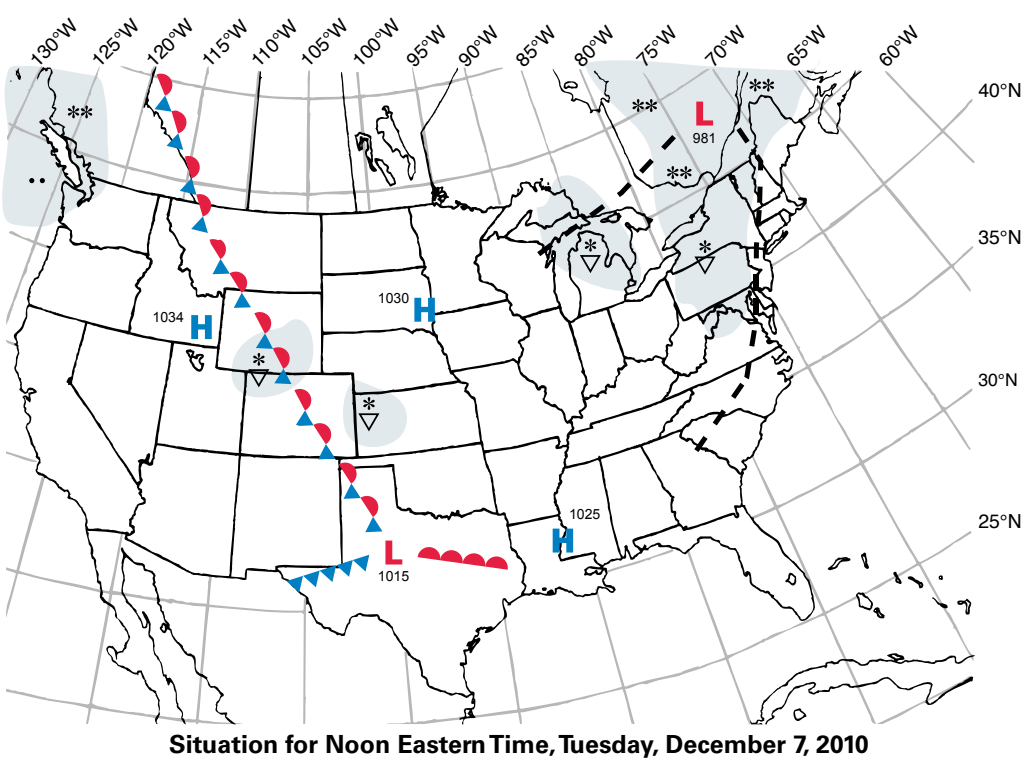 130°W 125°W 120°W 115°W 110°W 105°W 100°W 95°W 90°W 85°W 80°W 75°W 70°W 65°W 60°W
40°N
**
**
**
L
981
**
..
35°N
*
*
1034 H
1030 H
*
30°N
*
1025
H
25°N
L
1015
Situation for Noon Eastern Time, Tuesday, December 7, 2010